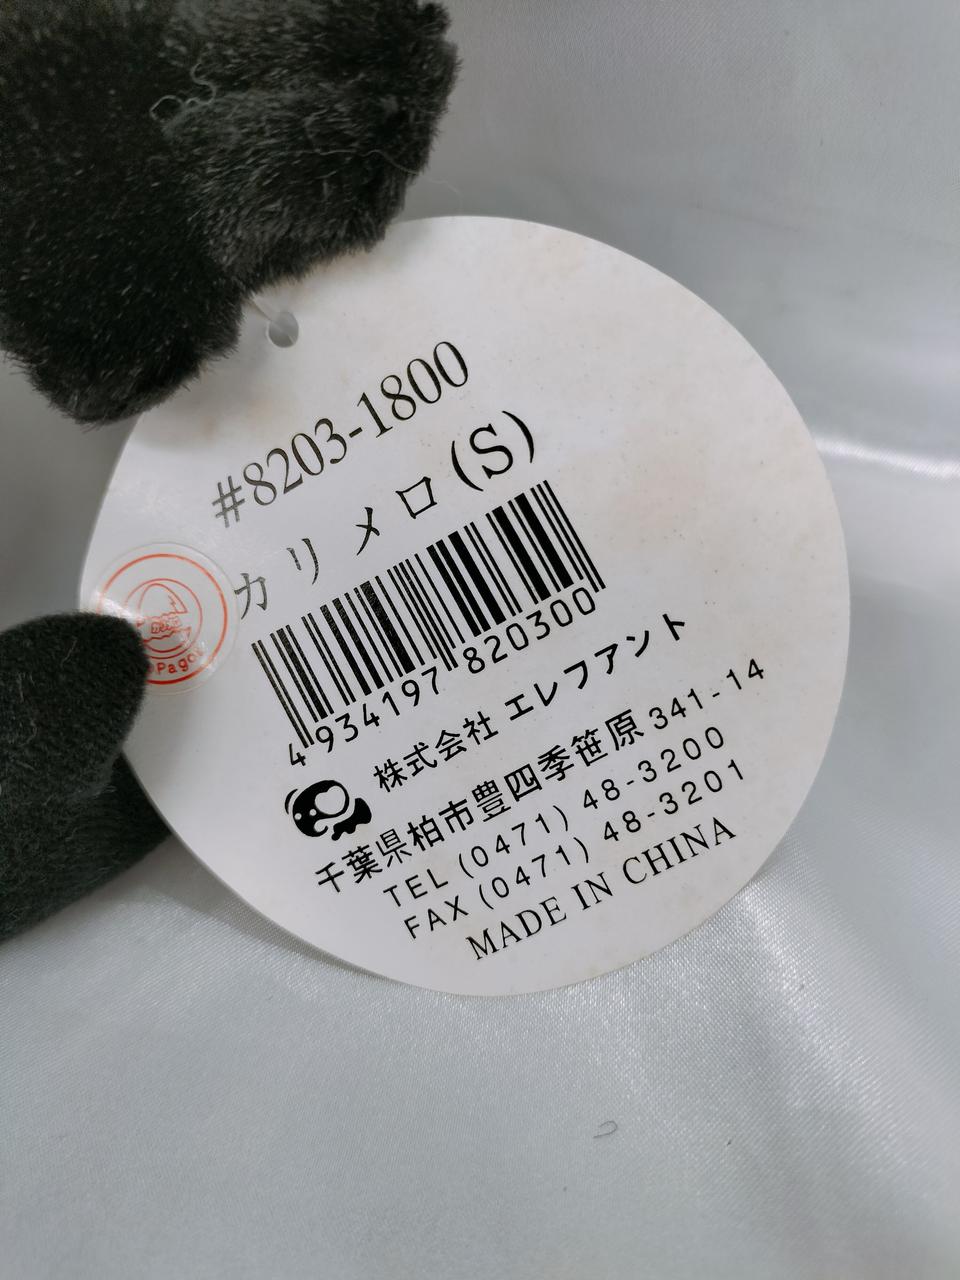 #8203-1800
カリメロ(S)
4934197820300
株式会社 エレファント
千葉県柏市豊四季笹原 341-14
TEL (0471) 48-3200
FAX (0471) 48-3201
MADE IN CHINA
Pagot